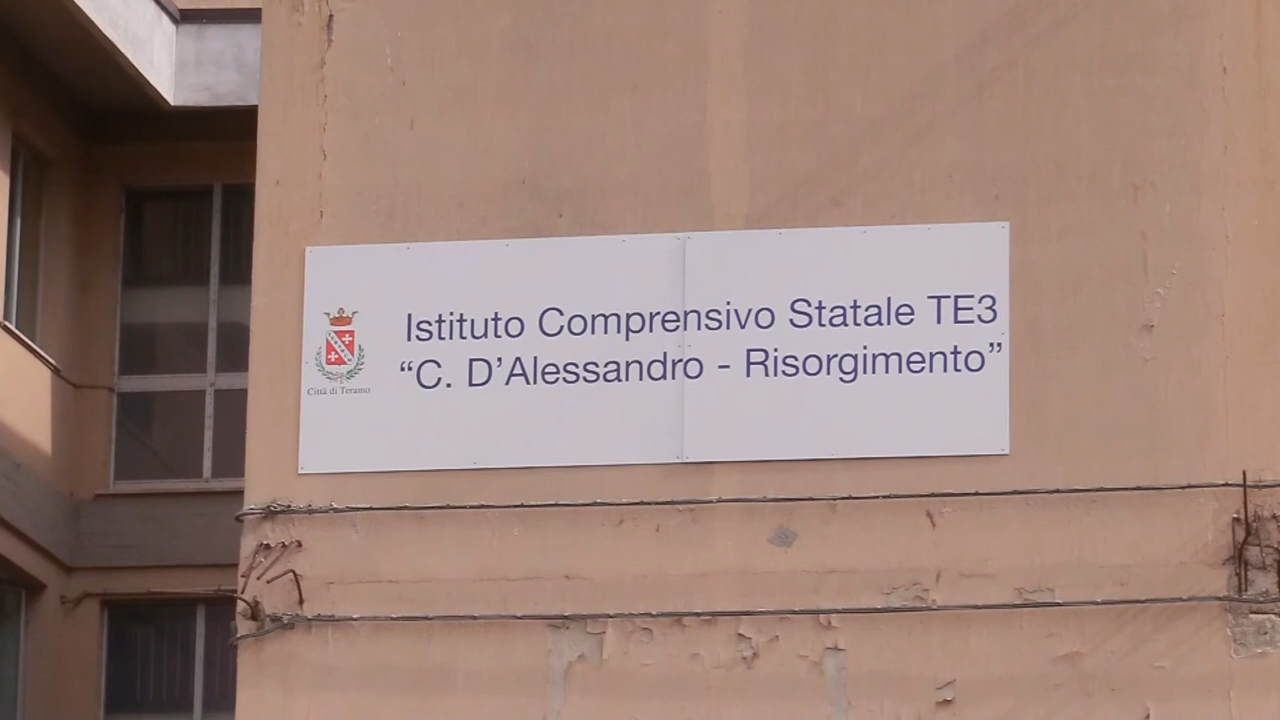 Istituto Comprensivo Statale TE3
“C. D’Alessandro - Risorgimento”
Città di Teramo